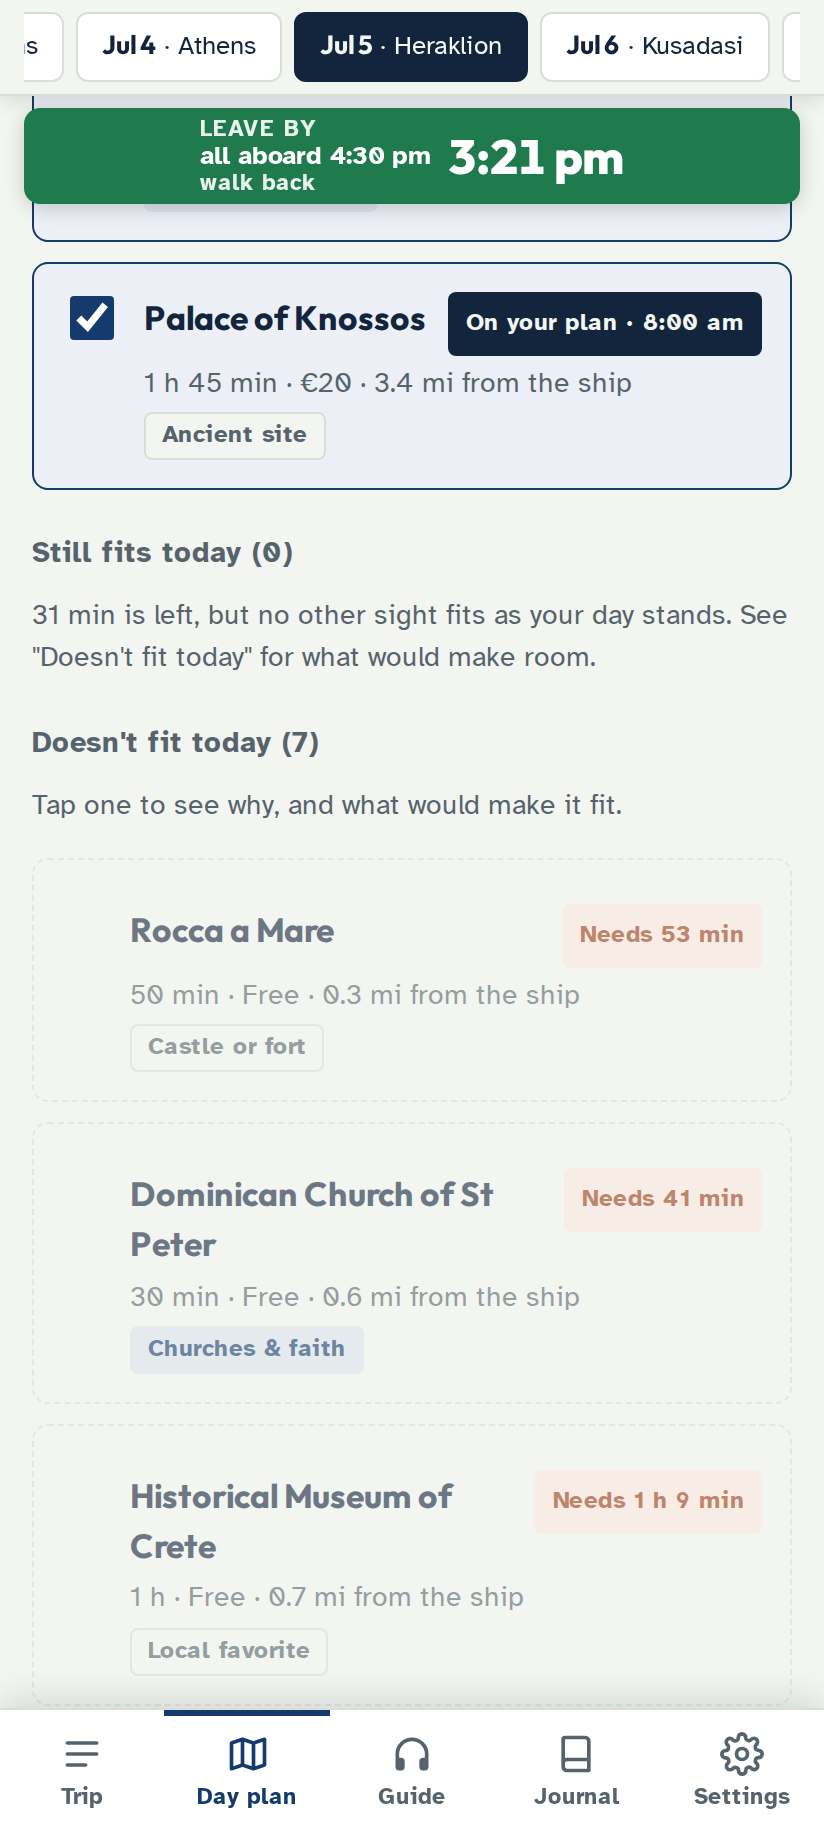 s
Jul 4 · Athens
Jul 5 · Heraklion
Jul 6 · Kusadasi
LEAVE BY
all aboard 4:30 pm
walk back
3:21 pm
Palace of Knossos
On your plan · 8:00 am
1 h 45 min · €20 · 3.4 mi from the ship
Ancient site
Still fits today (0)
31 min is left, but no other sight fits as your day stands. See
"Doesn't fit today" for what would make room.
Doesn't fit today (7)
Tap one to see why, and what would make it fit.
Rocca a Mare
Needs 53 min
50 min · Free · 0.3 mi from the ship
Castle or fort
Dominican Church of St
Peter
Needs 41 min
30 min · Free · 0.6 mi from the ship
Churches & faith
Historical Museum of
Crete
Needs 1 h 9 min
1 h · Free · 0.7 mi from the ship
Local favorite
Trip
Day plan
Guide
Journal
Settings